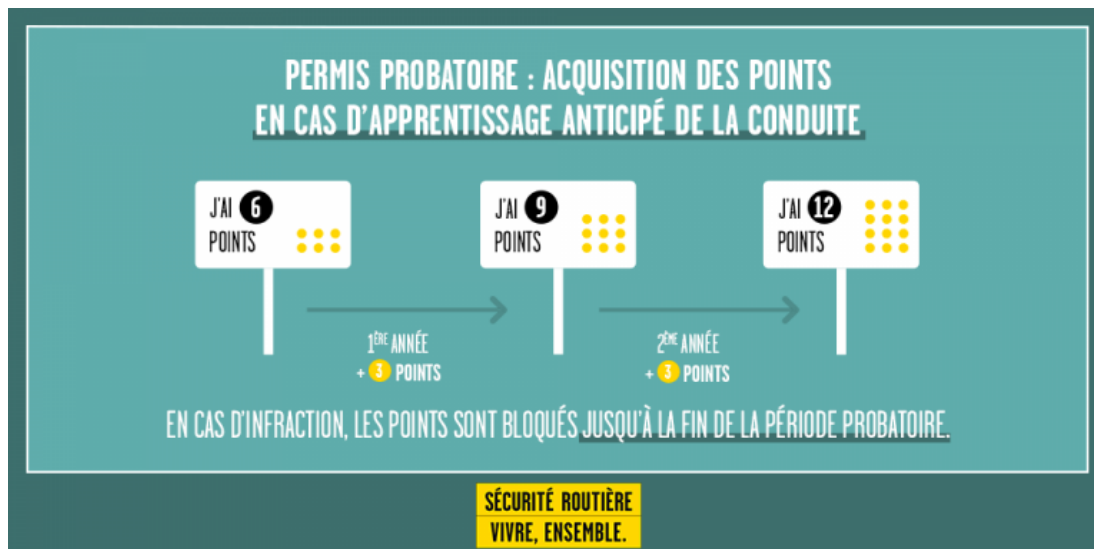 PERMIS PROBATOIRE : ACQUISITION DES POINTS
EN CAS D'APPRENTISSAGE ANTICIPÉ DE LA CONDUITE
J'AI 6
POINTS
J'AI 9
POINTS
J'AI 12
POINTS
1ÈRE ANNÉE
+ 3 POINTS
2ÈME ANNÉE
+ 3 POINTS
EN CAS D'INFRACTION, LES POINTS SONT BLOQUÉS JUSQU'À LA FIN DE LA PÉRIODE PROBATOIRE.
SÉCURITÉ ROUTIÈRE
VIVRE, ENSEMBLE.